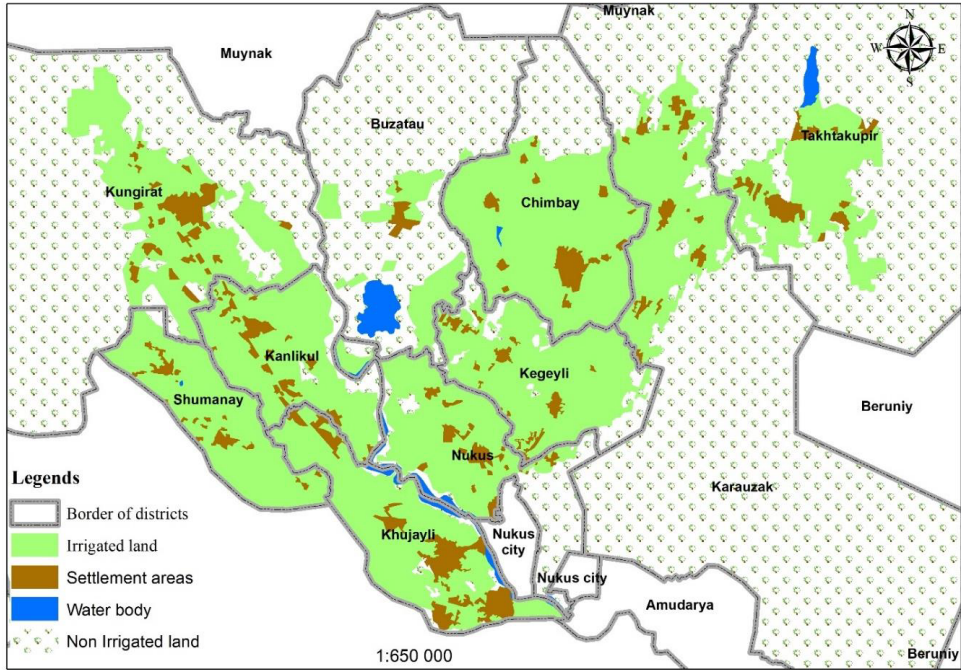 Muynak
Muynak
N
W
E
S
Buzatau
Takhtakupir
Kungirat
Chimbay
Kanlikul
Kegeyli
Shumanay
Beruniy
Nukus
Karauzak
Legends
Border of districts
Irrigated land
Settlement areas
Water body
Non Irrigated land
Khujayli
Nukus
city
Nukus city
Amudarya
1:650 000
Beruniy